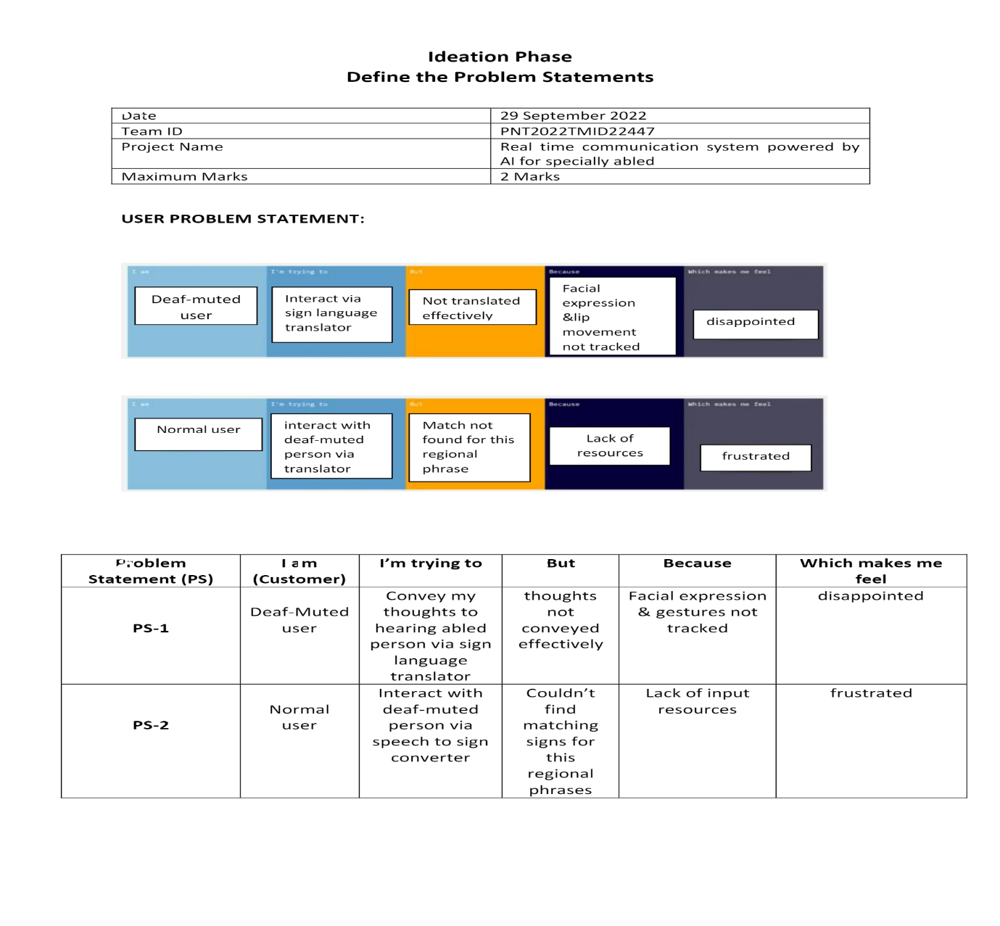 Ideation Phase
Define the Problem Statements
Date 29 September 2022
Team ID PNT2022TMID22447
Project Name Real time communication system powered by
AI for specially abled
Maximum Marks 2 Marks
USER PROBLEM STATEMENT:
I am I'm trying to But Because Which makes me feel
Deaf-muted
user
Interact via
sign language
translator
Not translated
effectively
Facial
expression
&lip
movement
not tracked
disappointed
I am I'm trying to But Because Which makes me feel
Normal user
interact with
deaf-muted
person via
translator
Match not
found for this
regional
phrase
Lack of
resources
frustrated
Problem
Statement (PS)
I am
(Customer)
I’m trying to
But
Because
Which makes me
feel
PS-1
Deaf-Muted
user
Convey my
thoughts to
hearing abled
person via sign
language
translator
thoughts
not
conveyed
effectively
Facial expression
& gestures not
tracked
disappointed
PS-2
Normal
user
Interact with
deaf-muted
person via
speech to sign
converter
Couldn’t
find
matching
signs for
this
regional
phrases
Lack of input
resources
frustrated